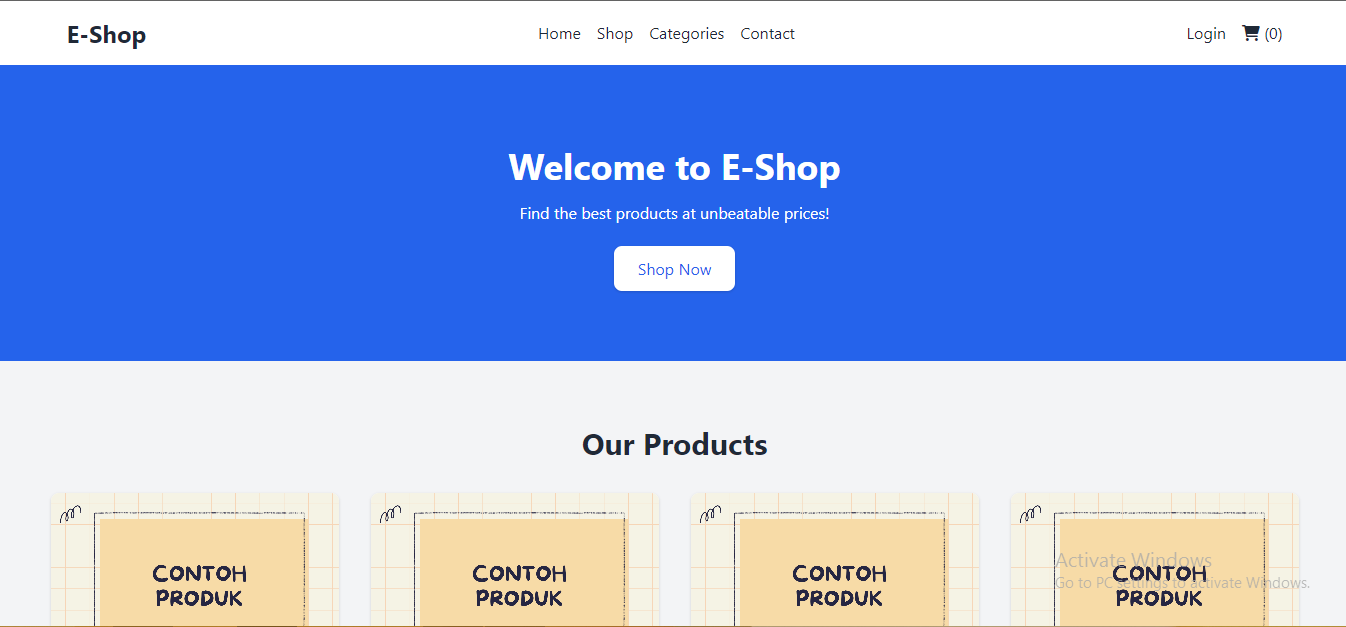 E-Shop
Home Shop Categories Contact
Login (0)
Welcome to E-Shop
Find the best products at unbeatable prices!
Shop Now
Our Products
CONTOH
PRODUK
CONTOH
PRODUK
CONTOH
PRODUK
CONTOH
PRODUK
Activate Windows
Go to PC settings to activate Windows.